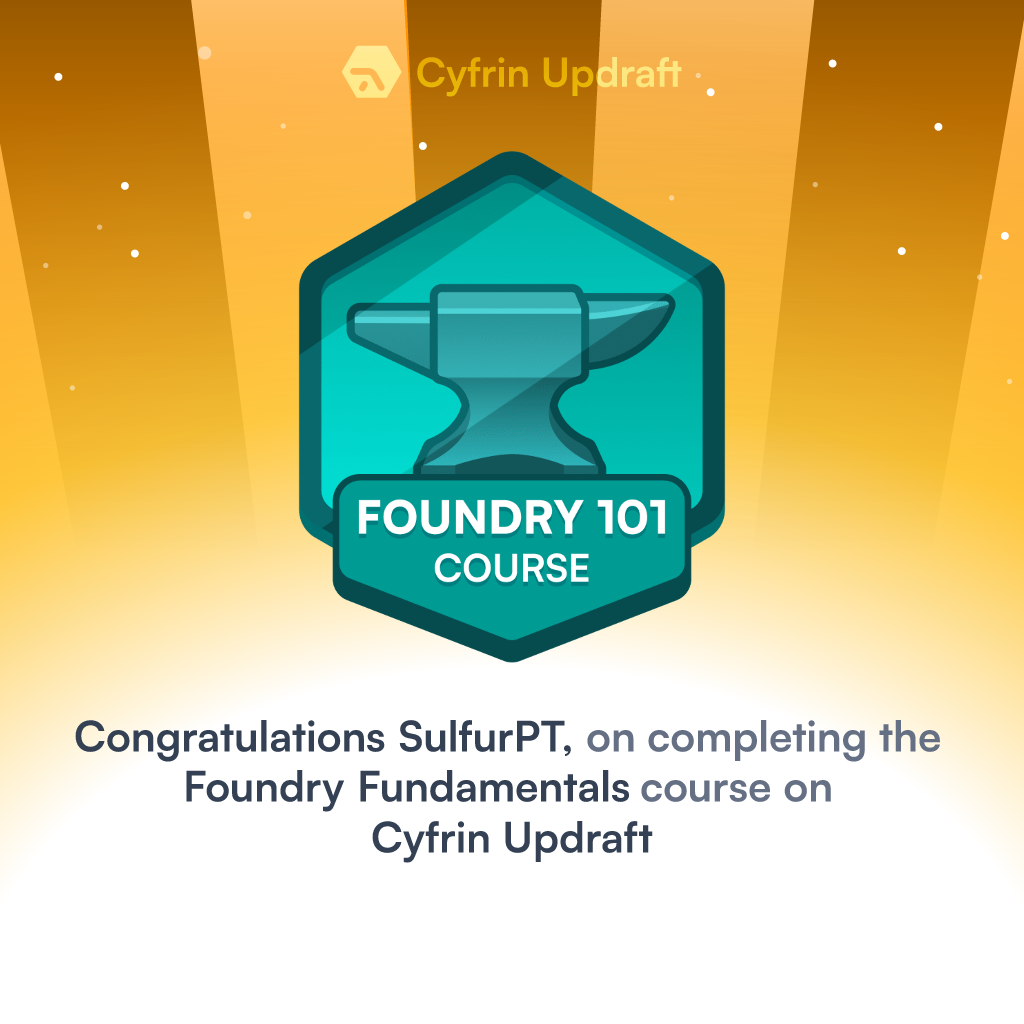 Cyfrin Updraft
FOUNDRY 101
COURSE
Congratulations SulfurPT, on completing the
Foundry Fundamentals course on
Cyfrin Updraft